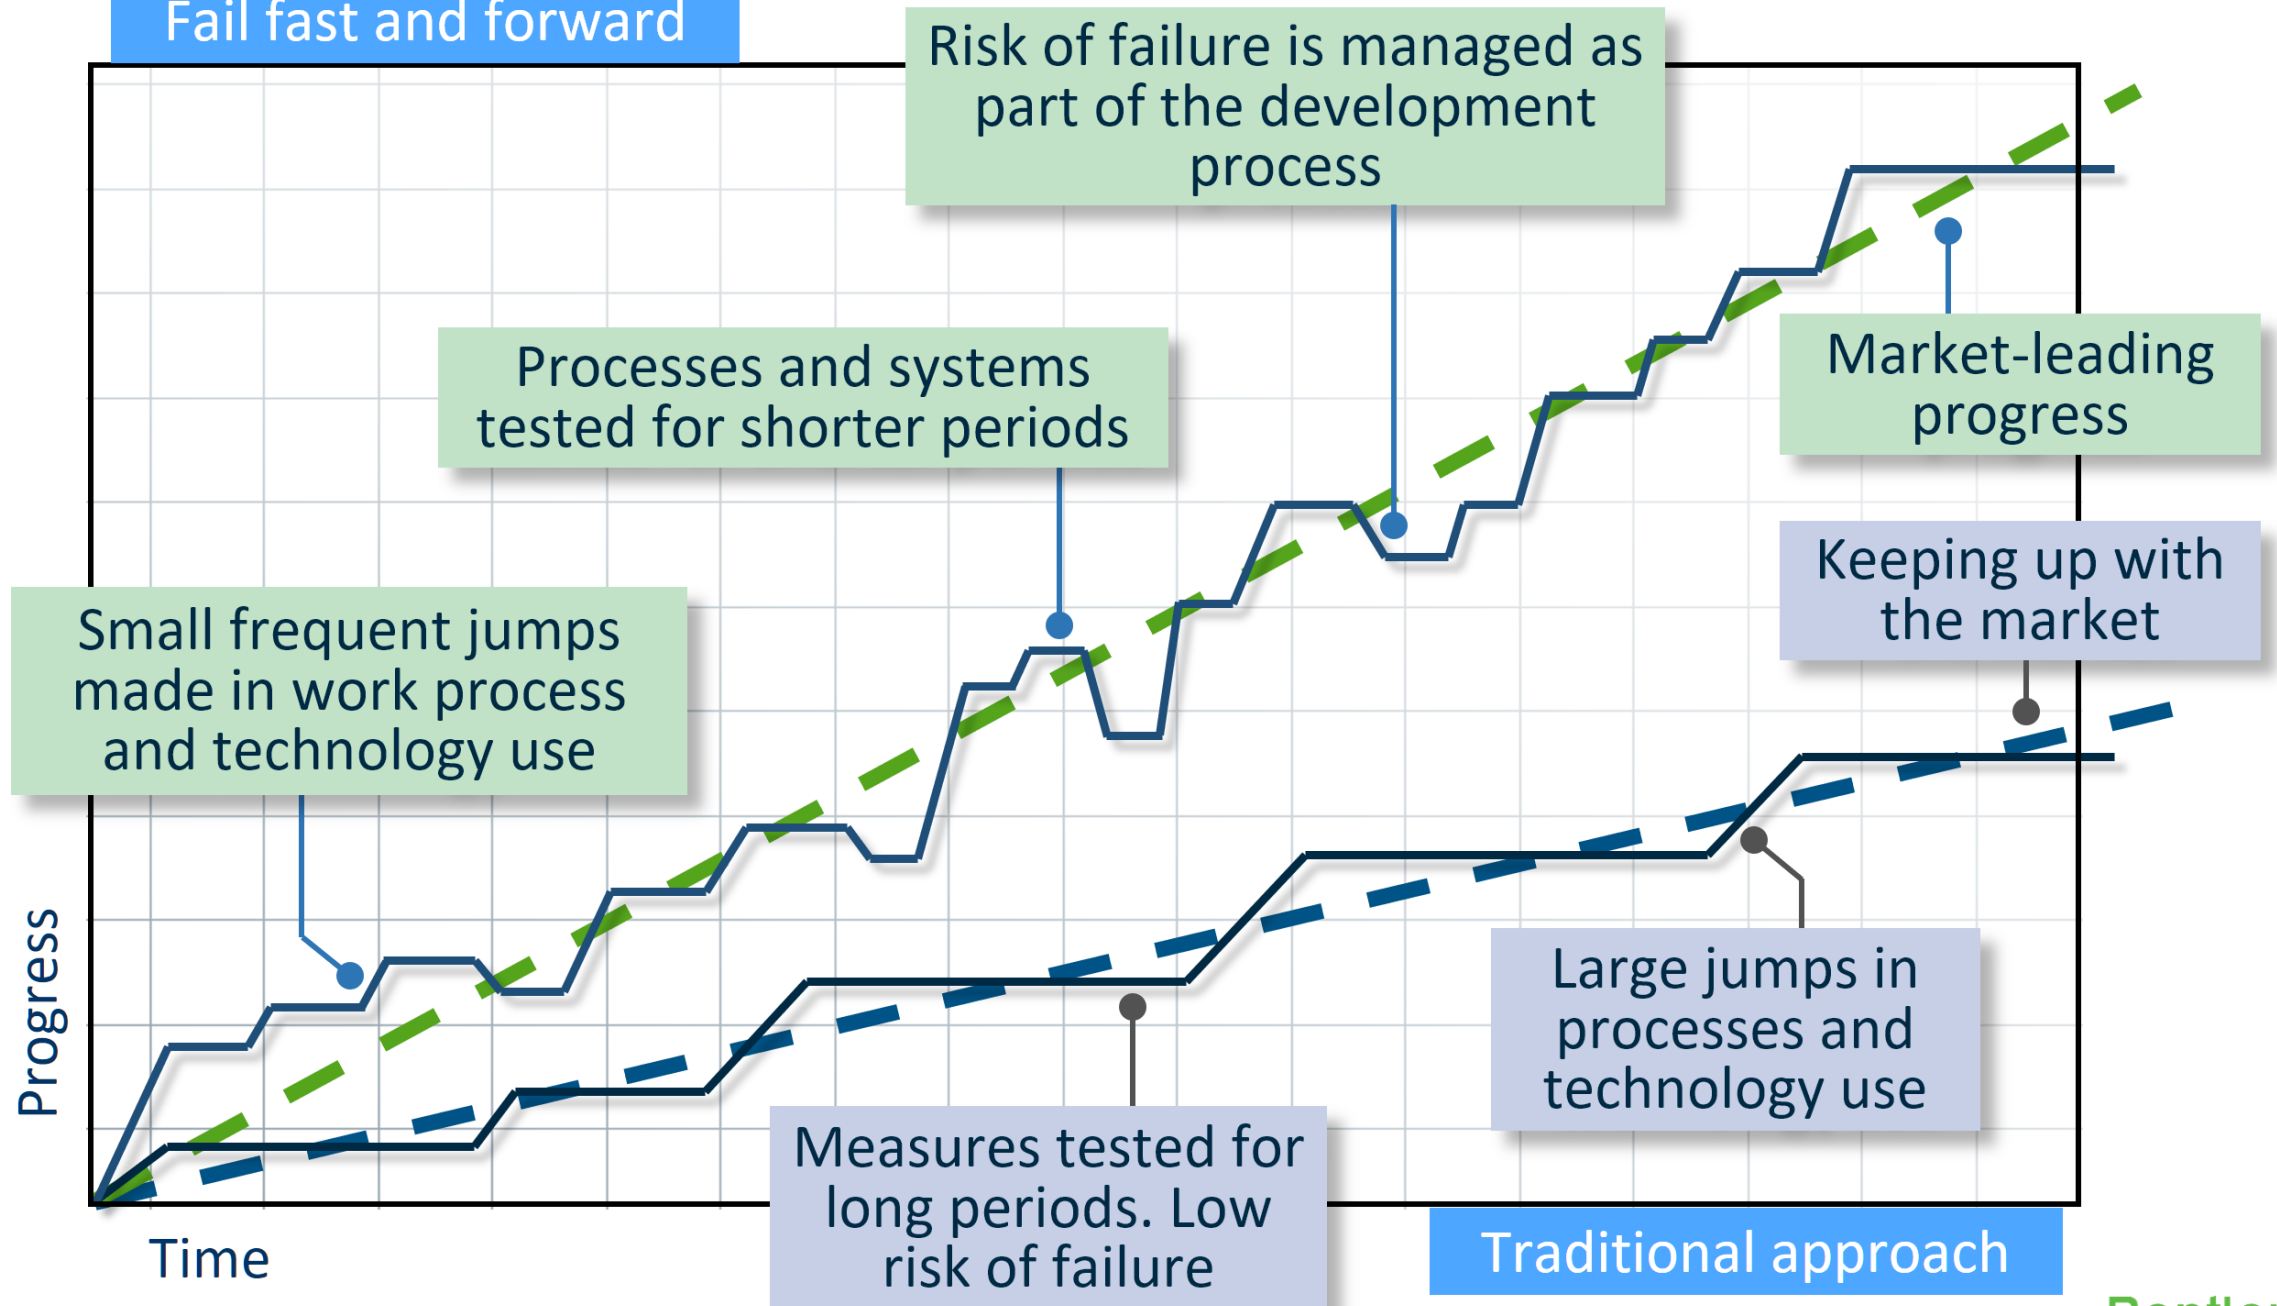 Fail fast and forward
Risk of failure is managed as
part of the development
process
Processes and systems
tested for shorter periods
Market-leading
progress
Keeping up with
the market
Small frequent jumps
made in work process
and technology use
Large jumps in
processes and
technology use
Measures tested for
long periods. Low
risk of failure
Progress
Time
Traditional approach